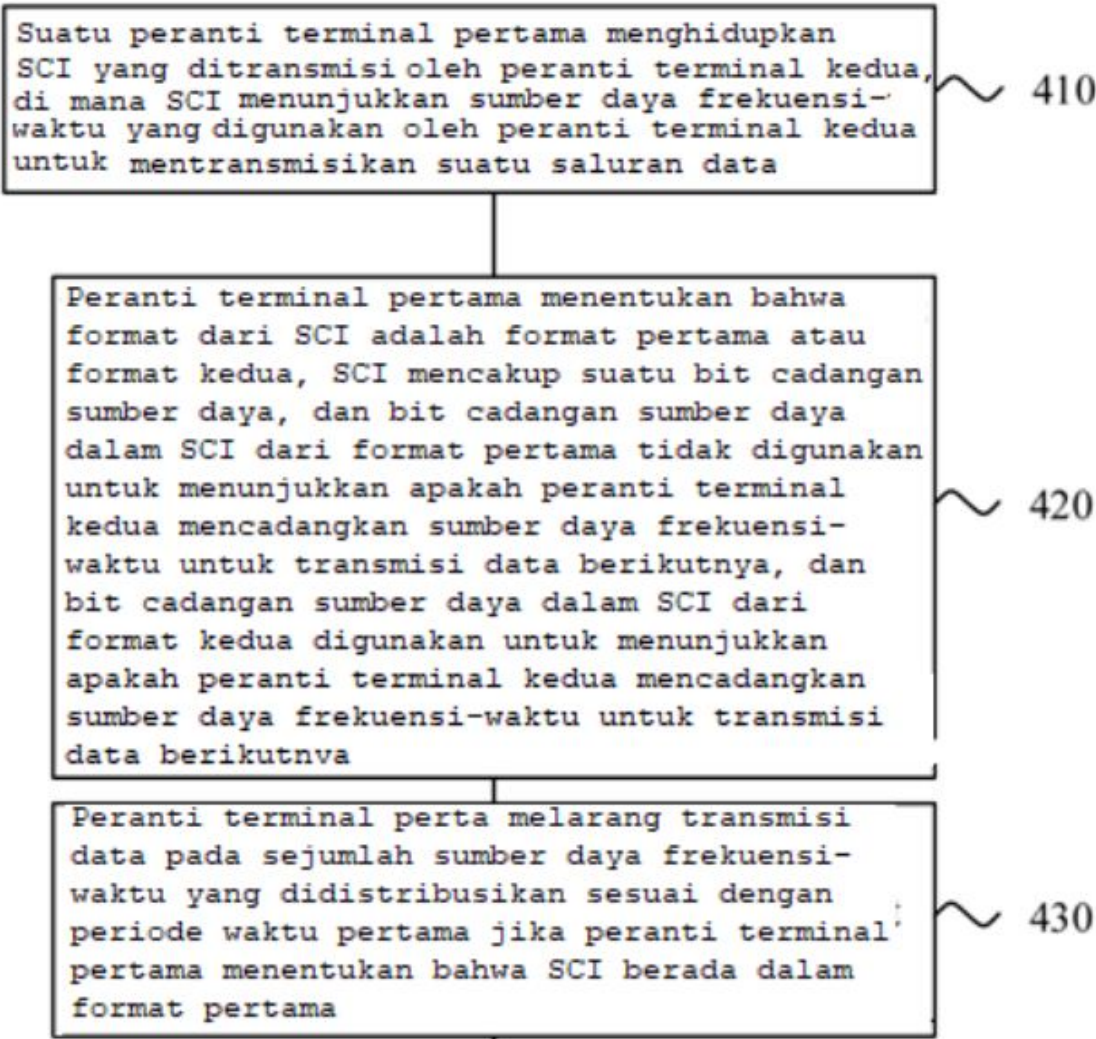 Suatu peranti terminal pertama menghidupkan
SCI yang ditransmisi oleh peranti terminal kedua,
di mana SCI menunjukkan sumber daya frekuensi-
waktu yang digunakan oleh peranti terminal kedua
untuk mentransmisikan suatu saluran data
410
Peranti terminal pertama menentukan bahwa
format dari SCI adalah format pertama atau
format kedua, SCI mencakup suatu bit cadangan
sumber daya, dan bit cadangan sumber daya
dalam SCI dari format pertama tidak digunakan
untuk menunjukkan apakah peranti terminal
kedua mencadangkan sumber daya frekuensi-
waktu untuk transmisi data berikutnya, dan
bit cadangan sumber daya dalam SCI dari
format kedua digunakan untuk menunjukkan
apakah peranti terminal kedua mencadangkan
sumber daya frekuensi-waktu untuk transmisi
data berikutnva
420
Peranti terminal perta melarang transmisi
data pada sejumlah sumber daya frekuensi-
waktu yang didistribusikan sesuai dengan
periode waktu pertama jika peranti terminal
pertama menentukan bahwa SCI berada dalam
format pertama
430